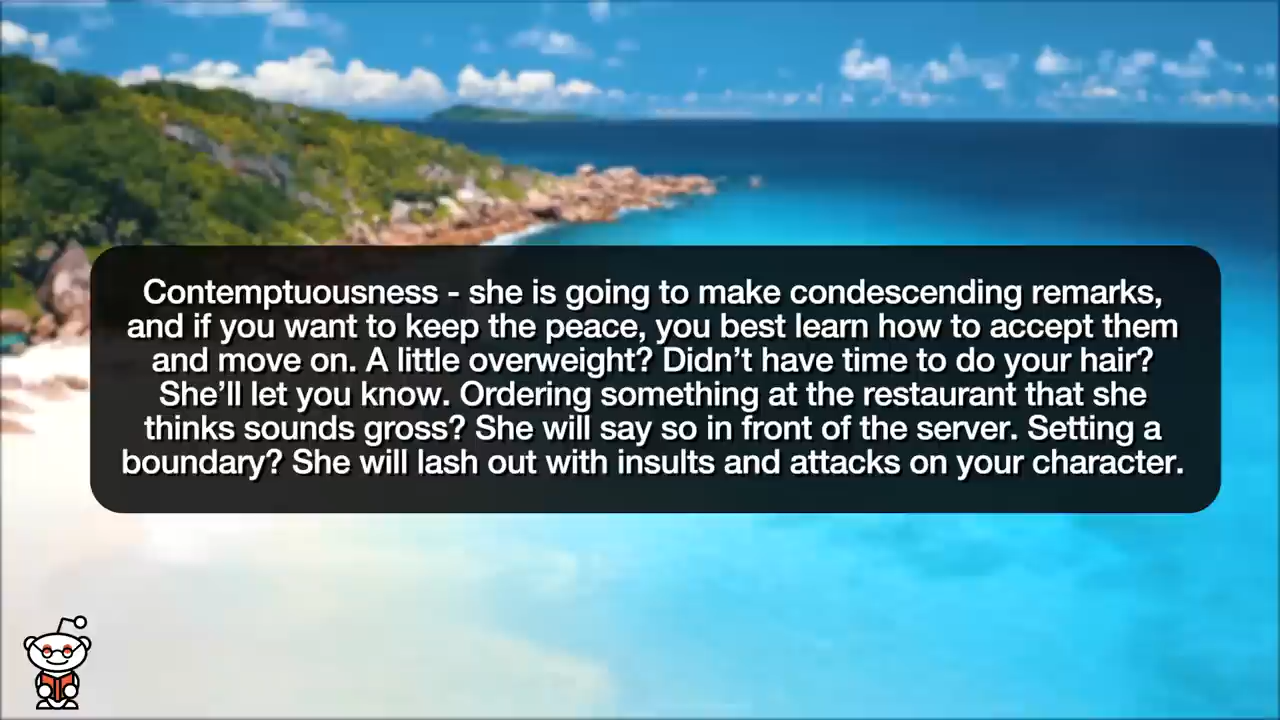 Contemptuousness - she is going to make condescending remarks,
and if you want to keep the peace, you best learn how to accept them
and move on. A little overweight? Didn’t have time to do your hair?
She’ll let you know. Ordering something at the restaurant that she
thinks sounds gross? She will say so in front of the server. Setting a
boundary? She will lash out with insults and attacks on your character.